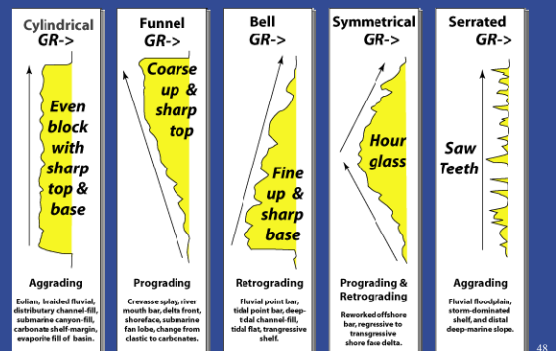 Cylindrical
GR->
Even
block
with
sharp
top &
base
Aggrading
Eolian, braided fluvial,
distributary channel-fill,
submarine canyon-fill,
carbonate shelf-margin,
evaporite fill of basin.
Funnel
GR->
Coarse
up &
sharp
top
Prograding
Crevasse splay, river
mouth bar, delta front,
shoreface, submarine
fan lobe, change from
clastic to carbonates.
Bell
GR->
Fine
up &
sharp
base
Retrograding
Fluvial point bar,
tidal point bar, deep-
tidal channel-fill,
tidal flat, trangressive
shelf.
Symmetrical
GR->
Hour
glass
Prograding &
Retrograding
Reworked offshore
bar, regressive to
transgressive
shore face delta.
Serrated
GR->
Saw
Teeth
Aggrading
Fluvial floodplain,
storm-dominated
shelf, and distal
deep-marine slope.
48